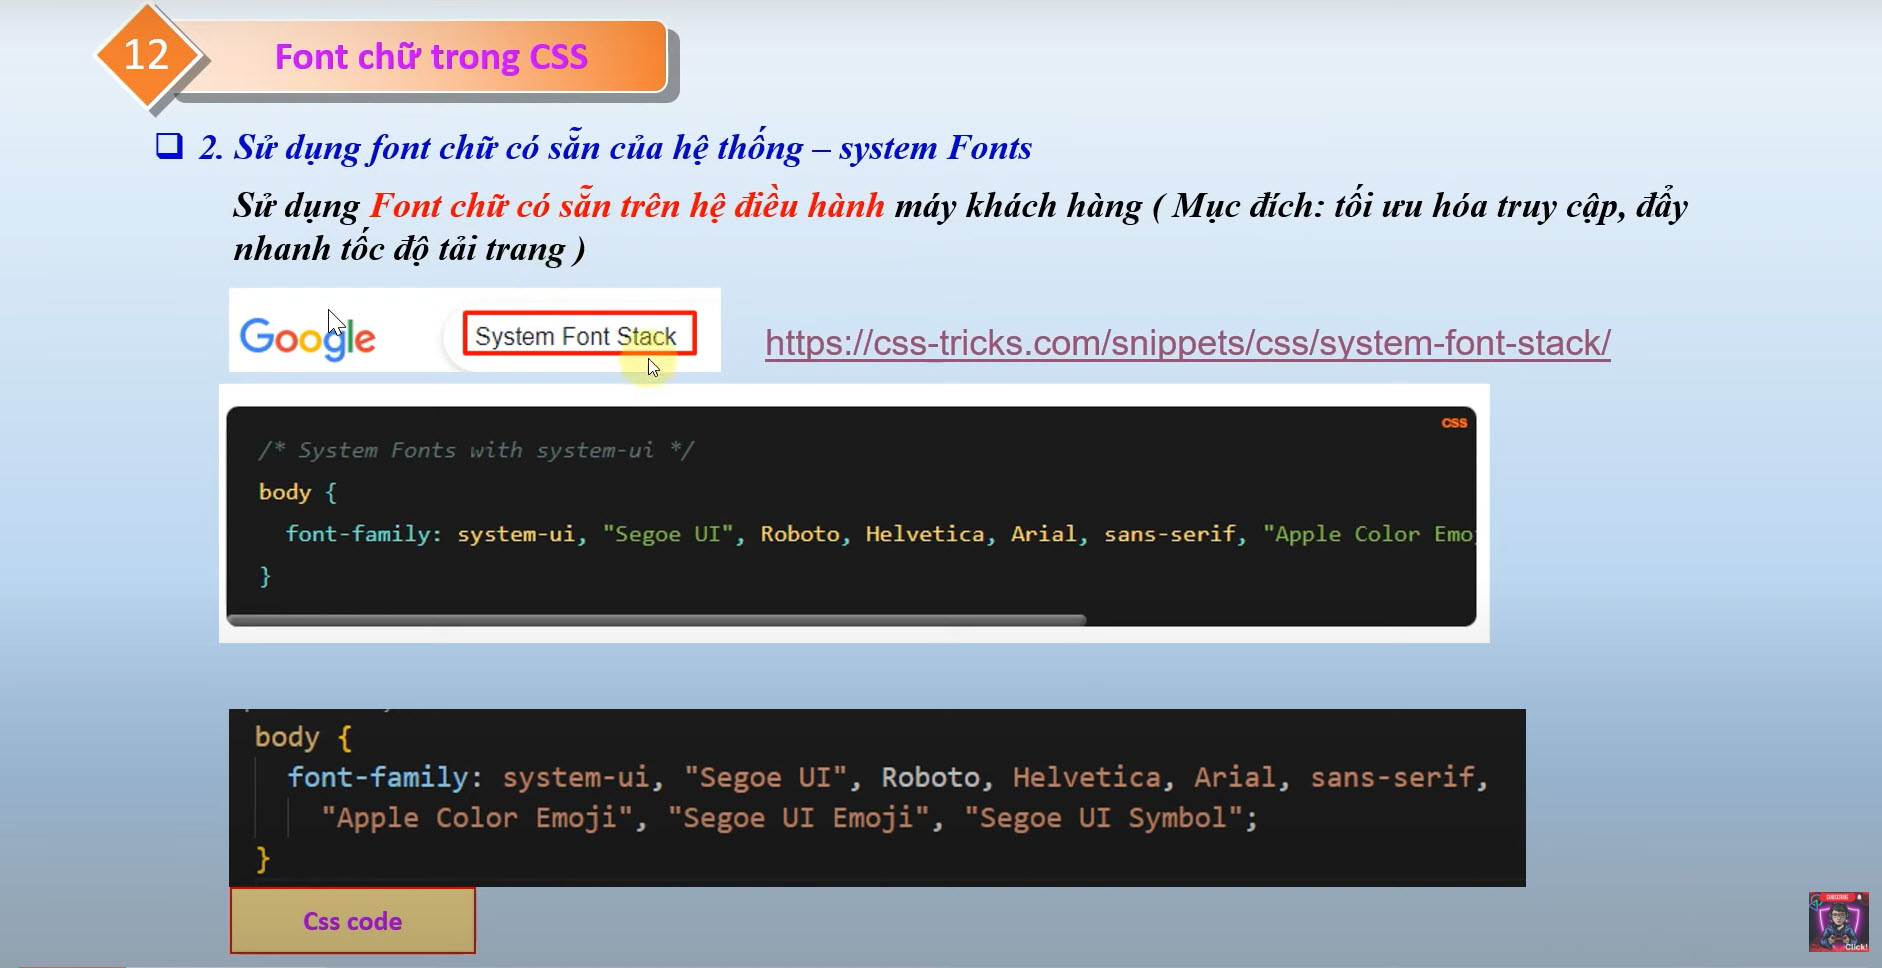 12
Font chữ trong CSS
2. Sử dụng font chữ có sẵn của hệ thống – system Fonts
Sử dụng Font chữ có sẵn trên hệ điều hành máy khách hàng ( Mục đích: tối ưu hóa truy cập, đẩy
nhanh tốc độ tải trang )
Google
System Font Stack
https://css-tricks.com/snippets/css/system-font-stack/
CSS
/* System Fonts with system-ui */
body {
font-family: system-ui, "Segoe UI", Roboto, Helvetica, Arial, sans-serif, "Apple Color Emo
}
body {
font-family: system-ui, "Segoe UI", Roboto, Helvetica, Arial, sans-serif,
"Apple Color Emoji", "Segoe UI Emoji", "Segoe UI Symbol";
}
Css code
SUBSCRIBE
Click!